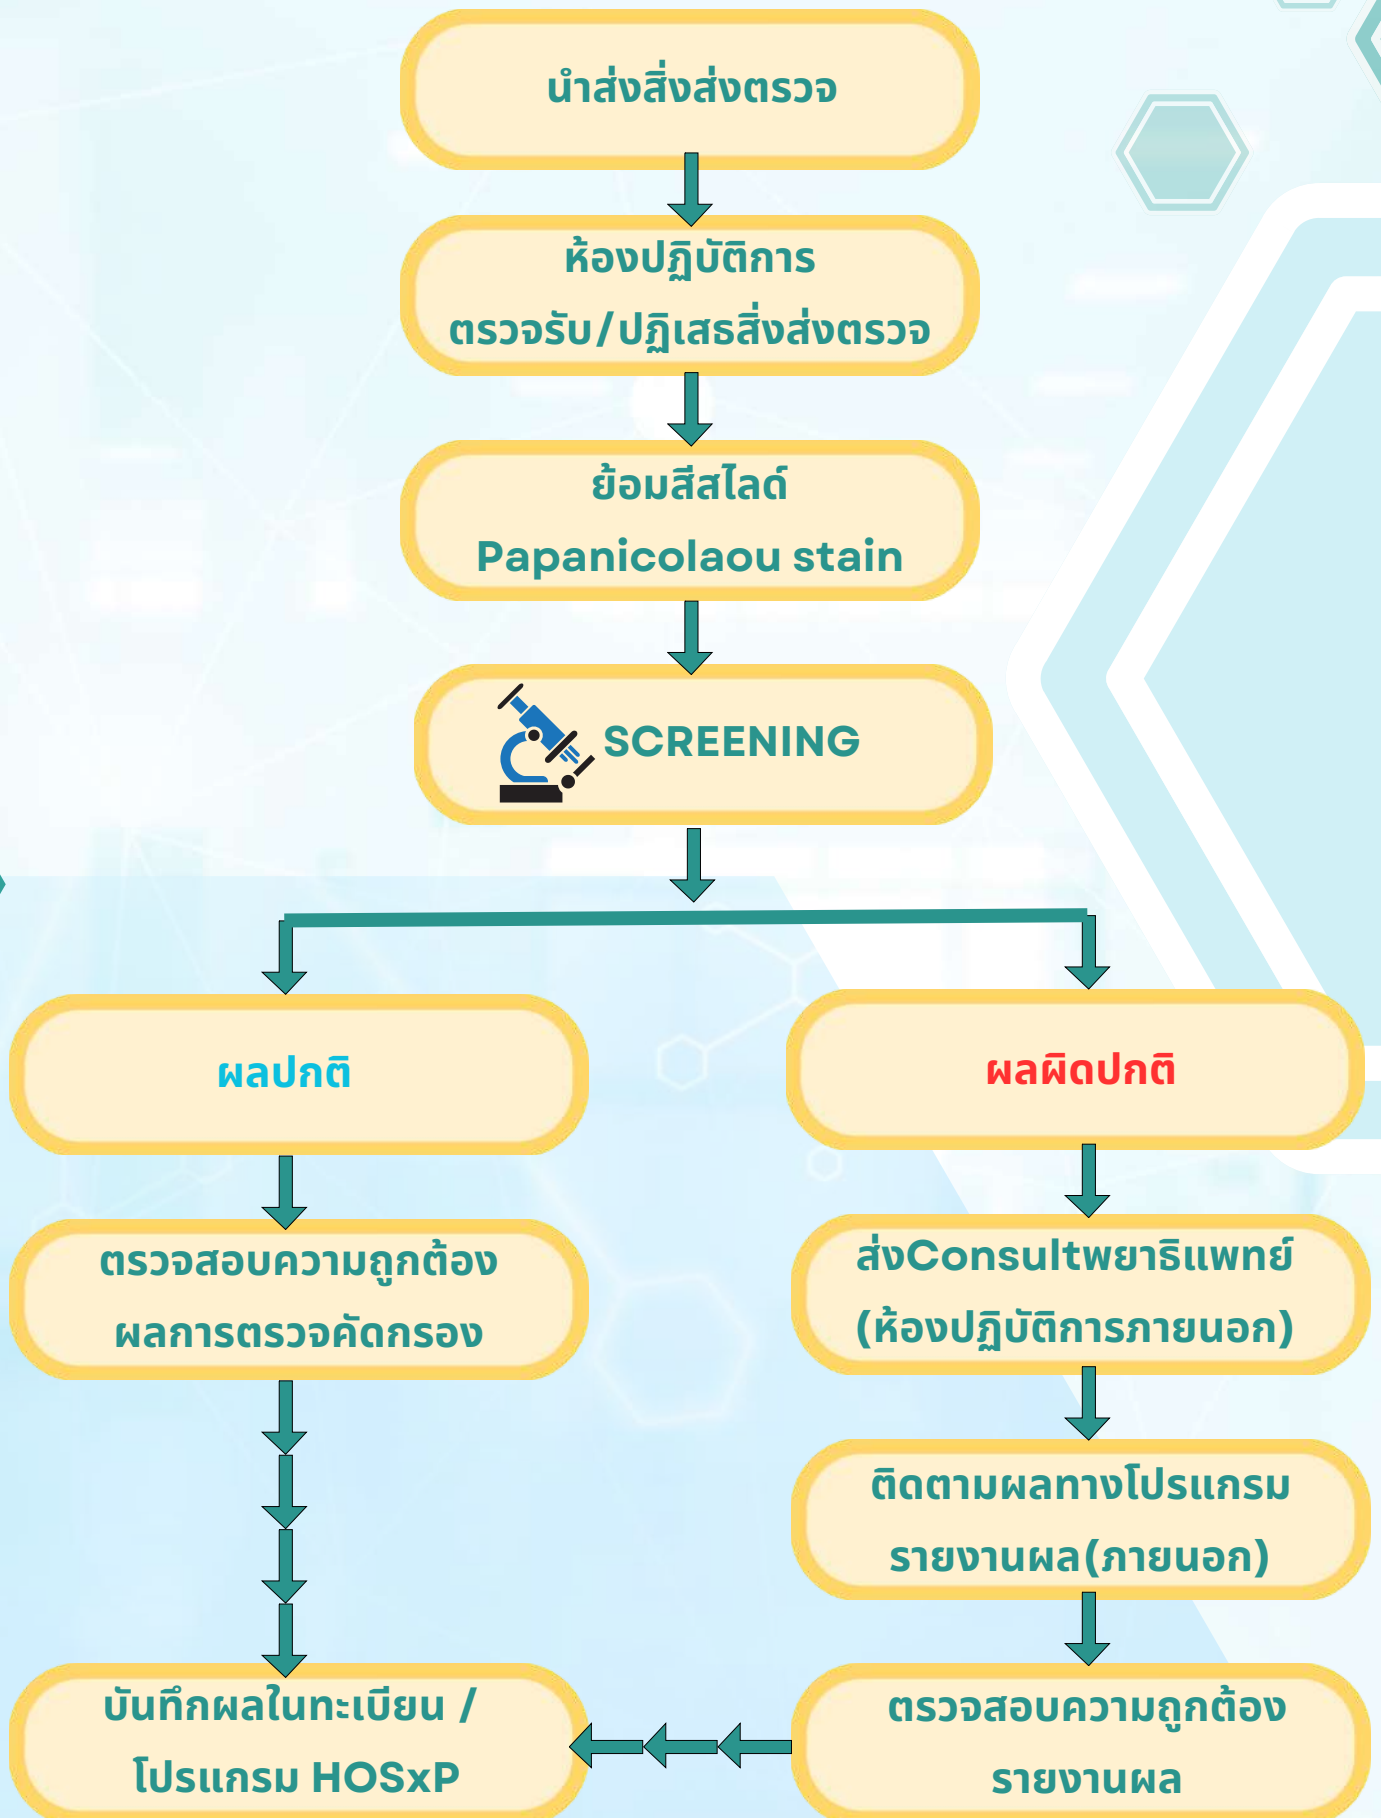 นำส่งสิ่งส่งตรวจ
ห้องปฏิบัติการ
ตรวจรับ/ปฏิเสธสิ่งส่งตรวจ
ย้อมสีสไลด์
Papanicolaou stain
SCREENING
ผลปกติ
ผลผิดปกติ
ตรวจสอบความถูกต้อง
ผลการตรวจคัดกรอง
ส่งConsultพยาธิแพทย์
(ห้องปฏิบัติการภายนอก)
ติดตามผลทางโปรแกรม
รายงานผล(ภายนอก)
บันทึกผลในทะเบียน /
โปรแกรม HOSxP
ตรวจสอบความถูกต้อง
รายงานผล